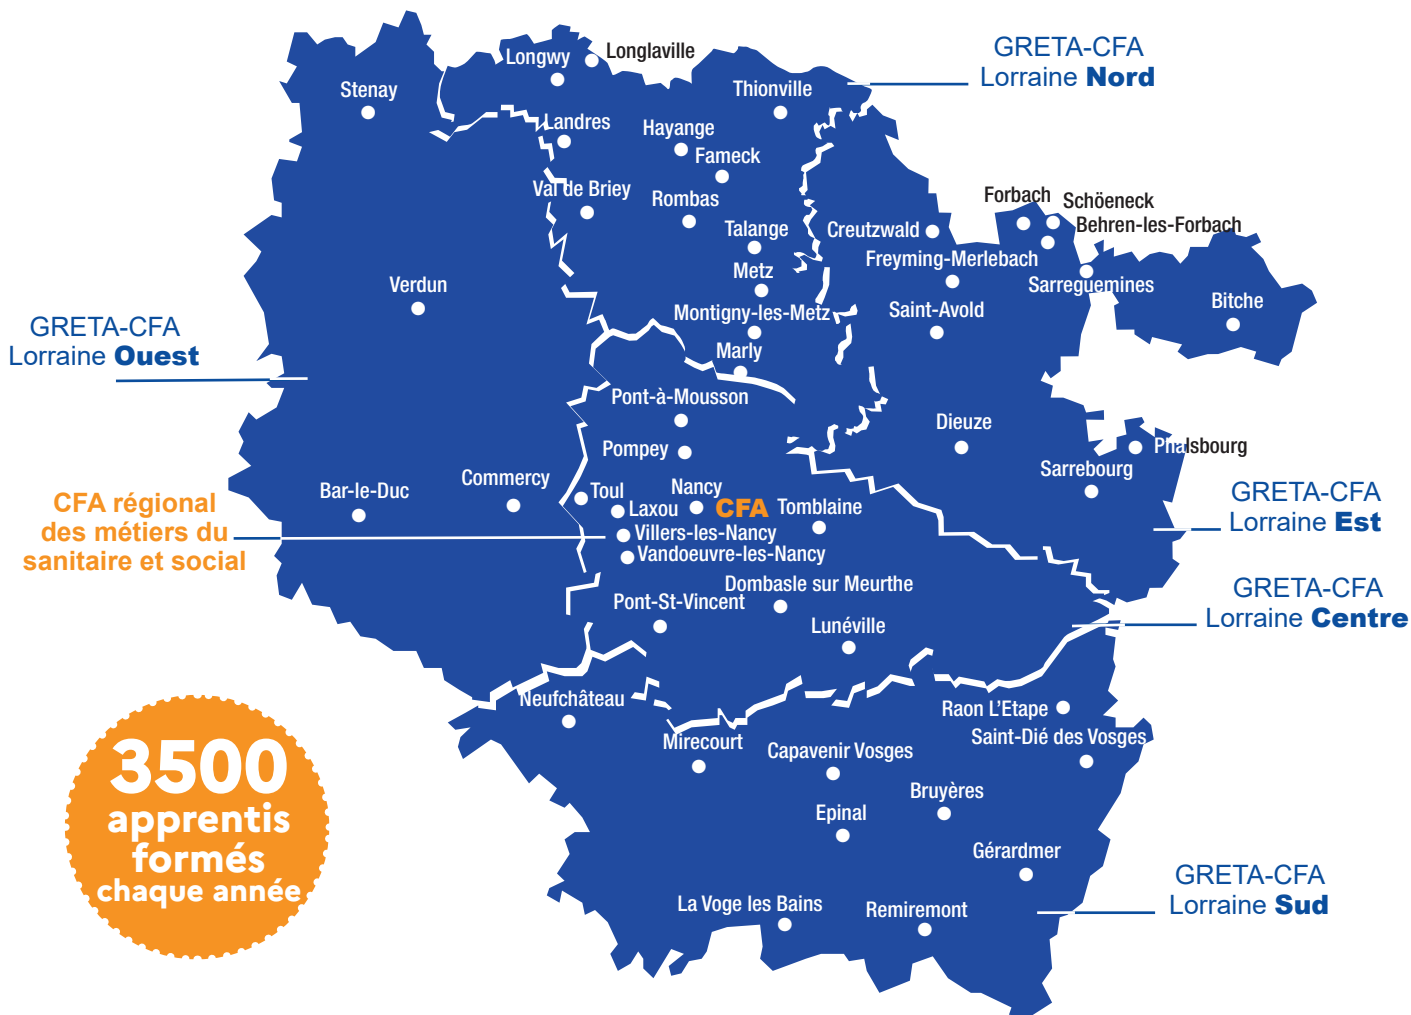 Longwy
Longlaville
GRETA-CFA
Lorraine Nord
Stenay
Thionville
Landres
Hayange
Fameck
Val de Briey
Rombas
Forbach
Schöeneck
Talange
Creutzwald
Behren-les-Forbach
Metz
Freyming-Merlebach
Verdun
Sarreguemines
Bitche
Montigny-les-Metz
Saint-Avold
GRETA-CFA
Lorraine Ouest
Marly
Pont-à-Mousson
Dieuze
Pompey
Phalsbourg
Sarrebourg
Commercy
Bar-le-Duc
Toul
Nancy
CFA
Tomblaine
Laxou
GRETA-CFA
Lorraine Est
CFA régional
des métiers du
sanitaire et social
Villers-les-Nancy
Vandoeuvre-les-Nancy
Dombasle sur Meurthe
Pont-St-Vincent
Lunéville
GRETA-CFA
Lorraine Centre
Neufchâteau
Raon L'Etape
Mirecourt
Capavenir Vosges
Saint-Dié des Vosges
3500
apprentis
formés
chaque année
Bruyères
Epinal
Gérardmer
GRETA-CFA
Lorraine Sud
La Voge les Bains
Remiremont